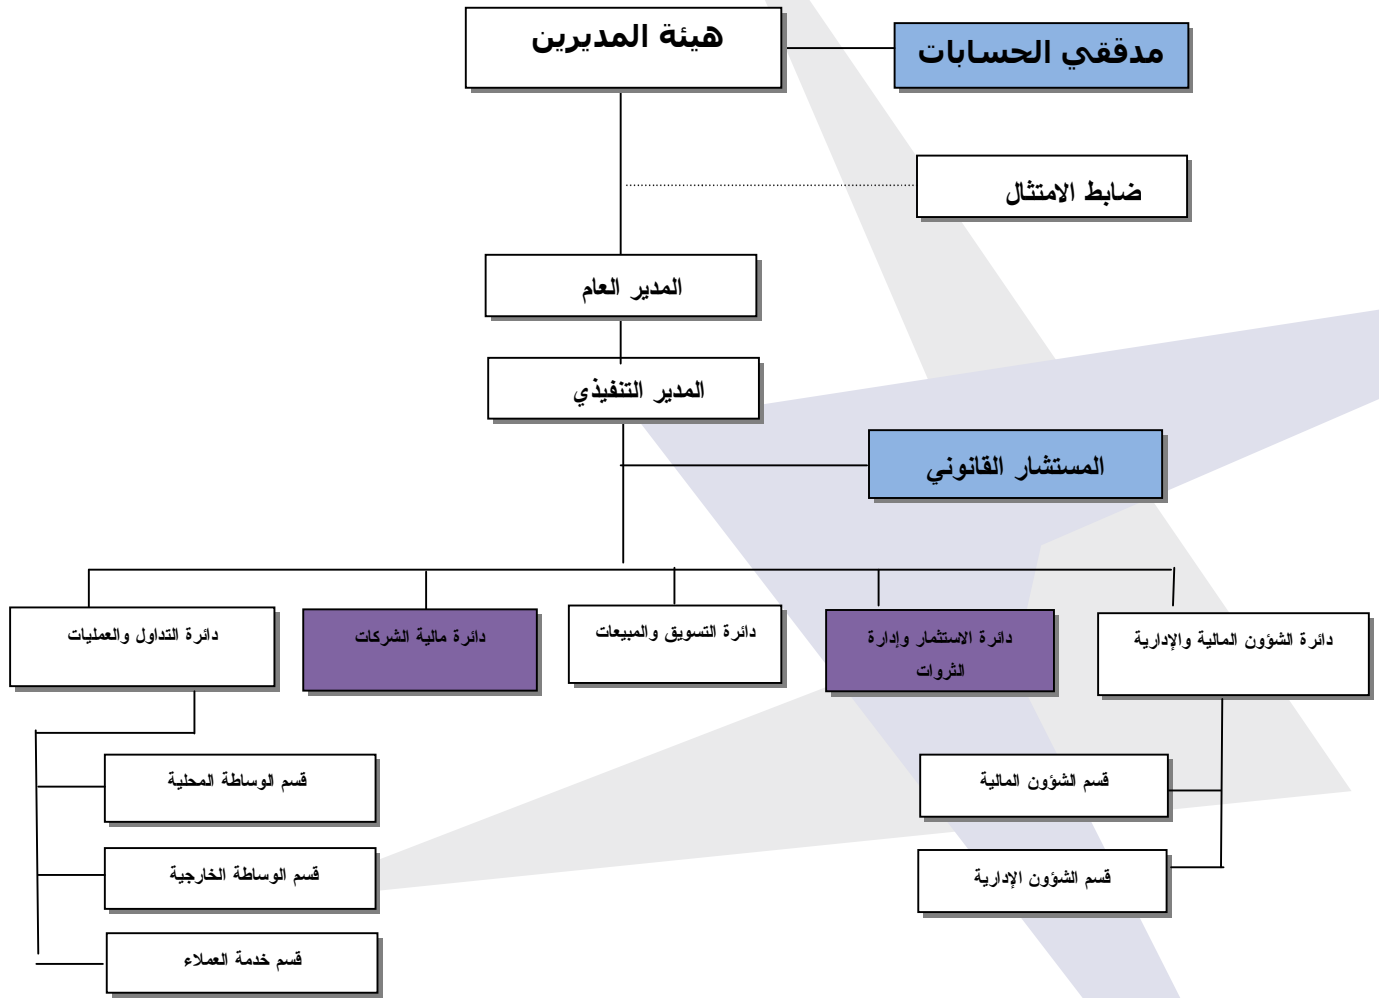 هيئة المديرين
مدققي الحسابات
ضابط الامتثال
المدير العام
المدير التنفيذي
المستشار القانوني
دائرة الشؤون المالية والإدارية
دائرة الاستثمار وإدارة
الثروات
دائرة التسويق والمبيعات
دائرة مالية الشركات
دائرة التداول والعمليات
قسم الشؤون المالية
قسم الشؤون الإدارية
قسم الوساطة المحلية
قسم الوساطة الخارجية
قسم خدمة العملاء